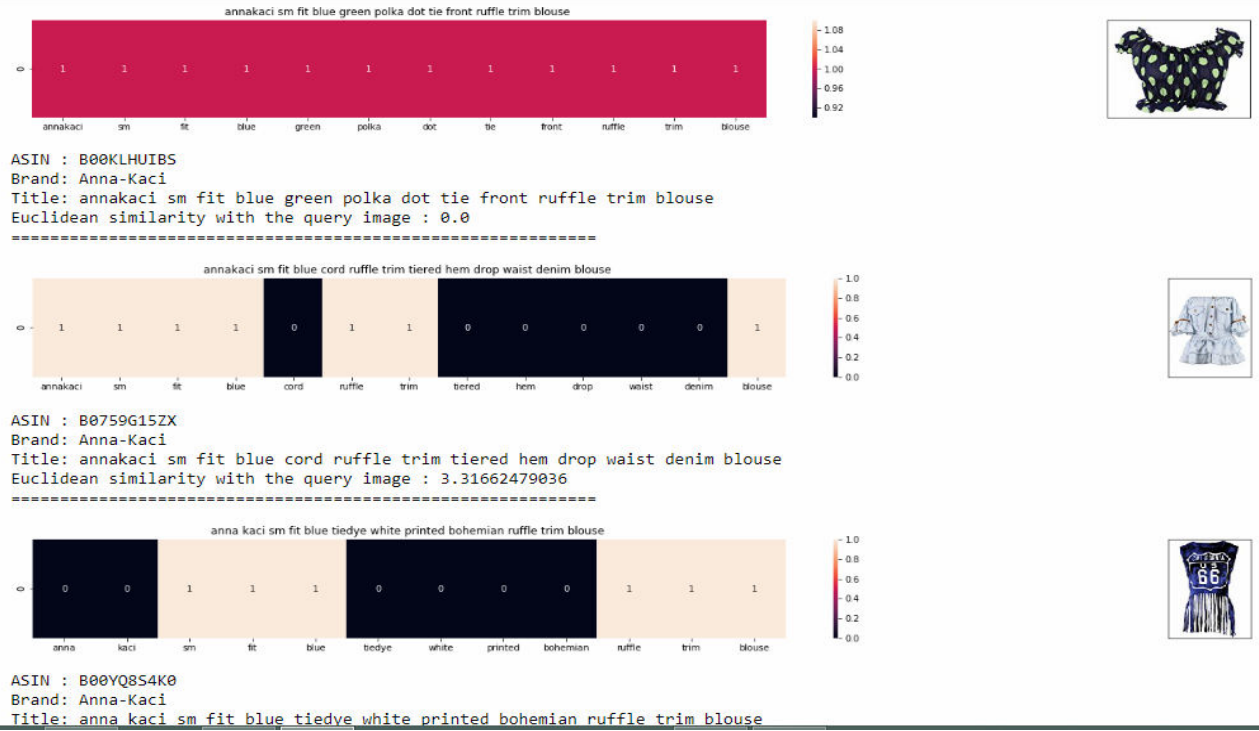 annakaci sm fit blue green polka dot tie front ruffle trim blouse
0 1 1 1 1 1 1 1 1 1 1 1 1
1.08
1.04
1.00
0.96
0.92
annakaci sm fit blue green polka dot tie front ruffle trim blouse
ASIN : B00KLHUIBS
Brand: Anna-Kaci
Title: annakaci sm fit blue green polka dot tie front ruffle trim blouse
Euclidean similarity with the query image : 0.0
============================================================
annakaci sm fit blue cord ruffle trim tiered hem drop waist denim blouse
0 1 1 1 1 0 1 1 0 0 0 0 0 1
1.0
0.8
0.6
0.4
0.2
0.0
annakaci sm fit blue cord ruffle trim tiered hem drop waist denim blouse
ASIN : B0759G15ZX
Brand: Anna-Kaci
Title: annakaci sm fit blue cord ruffle trim tiered hem drop waist denim blouse
Euclidean similarity with the query image : 3.31662479036
============================================================
anna kaci sm fit blue tiedye white printed bohemian ruffle trim blouse
0 0 0 1 1 1 0 0 0 0 1 1 1
1.0
0.8
0.6
0.4
0.2
0.0
US
66
anna kaci sm fit blue tiedye white printed bohemian ruffle trim blouse
ASIN : B00YQ8S4K0
Brand: Anna-Kaci
Title: anna kaci sm fit blue tiedye white printed bohemian ruffle trim blouse